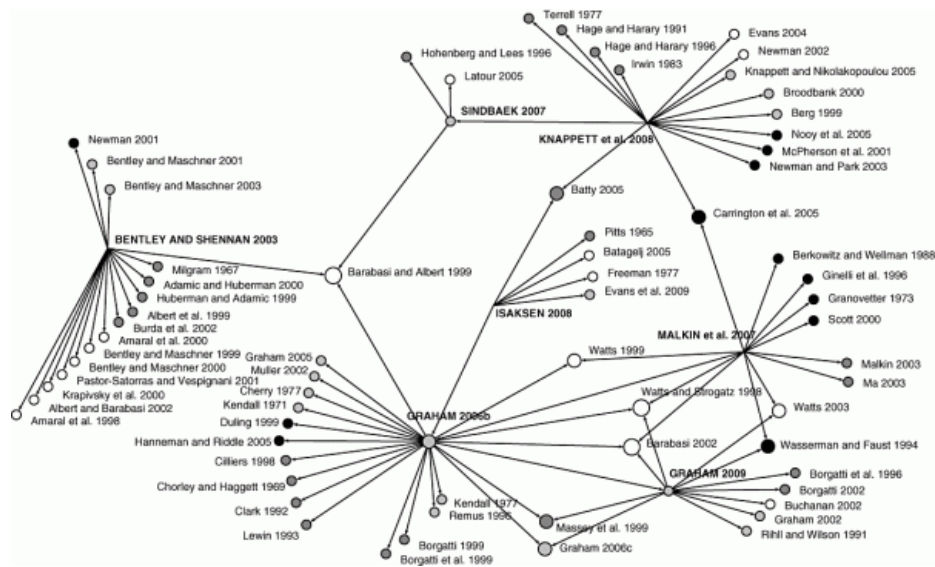 Terrell 1977
Hage and Harary 1991
Evans 2004
Hage and Harary 1996
Newman 2002
Hohenberg and Lees 1996
Irwin 1983
Knappett and Nikolakopoulou 2005
Latour 2005
Broodbank 2000
SINDBAEK 2007
Berg 1999
KNAPPETT et al. 2008
Nooy et al. 2005
Newman 2001
McPherson et al. 2001
Bentley and Maschner 2001
Newman and Park 2003
Bentley and Maschner 2003
Batty 2005
Carrington et al. 2005
Pitts 1965
BENTLEY AND SHENNAN 2003
Batagelj 2005
Berkowitz and Wellman 1988
Milgram 1967
Barabasi and Albert 1999
Freeman 1977
Ginelli et al. 1996
Adamic and Huberman 2000
Evans et al. 2009
Huberman and Adamic 1999
Granovetter 1973
Albert et al. 1999
ISAKSEN 2008
Scott 2000
Burda et al. 2002
MALKIN et al. 2007
Amaral et al. 2000
Bentley and Maschner 1999
Graham 2005
Watts 1999
Bentley and Maschner 2000
Muller 2002
Malkin 2003
Pastor-Satorras and Vespignani 2001
Ma 2003
Krapivsky et al. 2000
Cherry 1977
Watts and Strogatz 1998
Albert and Barabasi 2002
Kendall 1971
Watts 2003
Amaral et al. 1998
GRAHAM 2006b
Duling 1999
Hanneman and Riddle 2005
Barabasi 2002
Wasserman and Faust 1994
Cilliers 1998
GRAHAM 2009
Borgatti et al. 1996
Chorley and Haggett 1969
Borgatti 2002
Kendall 1977
Buchanan 2002
Clark 1992
Remus 1996
Graham 2002
Massey et al. 1999
Lewin 1993
Rihll and Wilson 1991
Borgatti 1999
Graham 2006c
Borgatti et al. 1999